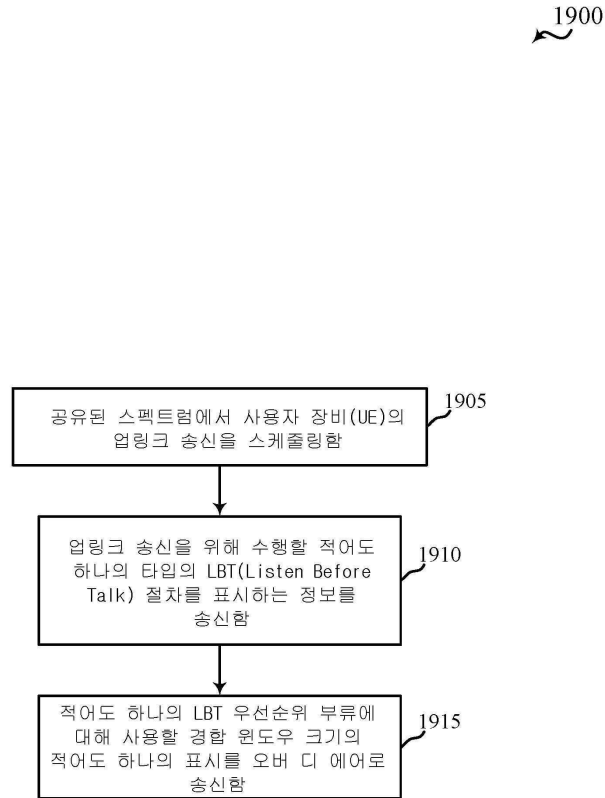 1900
공유된 스펙트럼에서 사용자 장비(UE)의
업링크 송신을 스케줄링함
1905
업링크 송신을 위해 수행할 적어도
하나의 타입의 LBT(Listen Before
Talk) 절차를 표시하는 정보를
송신함
1910
적어도 하나의 LBT 우선순위 부류에
대해 사용할 경합 윈도우 크기의
적어도 하나의 표시를 오버 디 에어로
송신함
1915